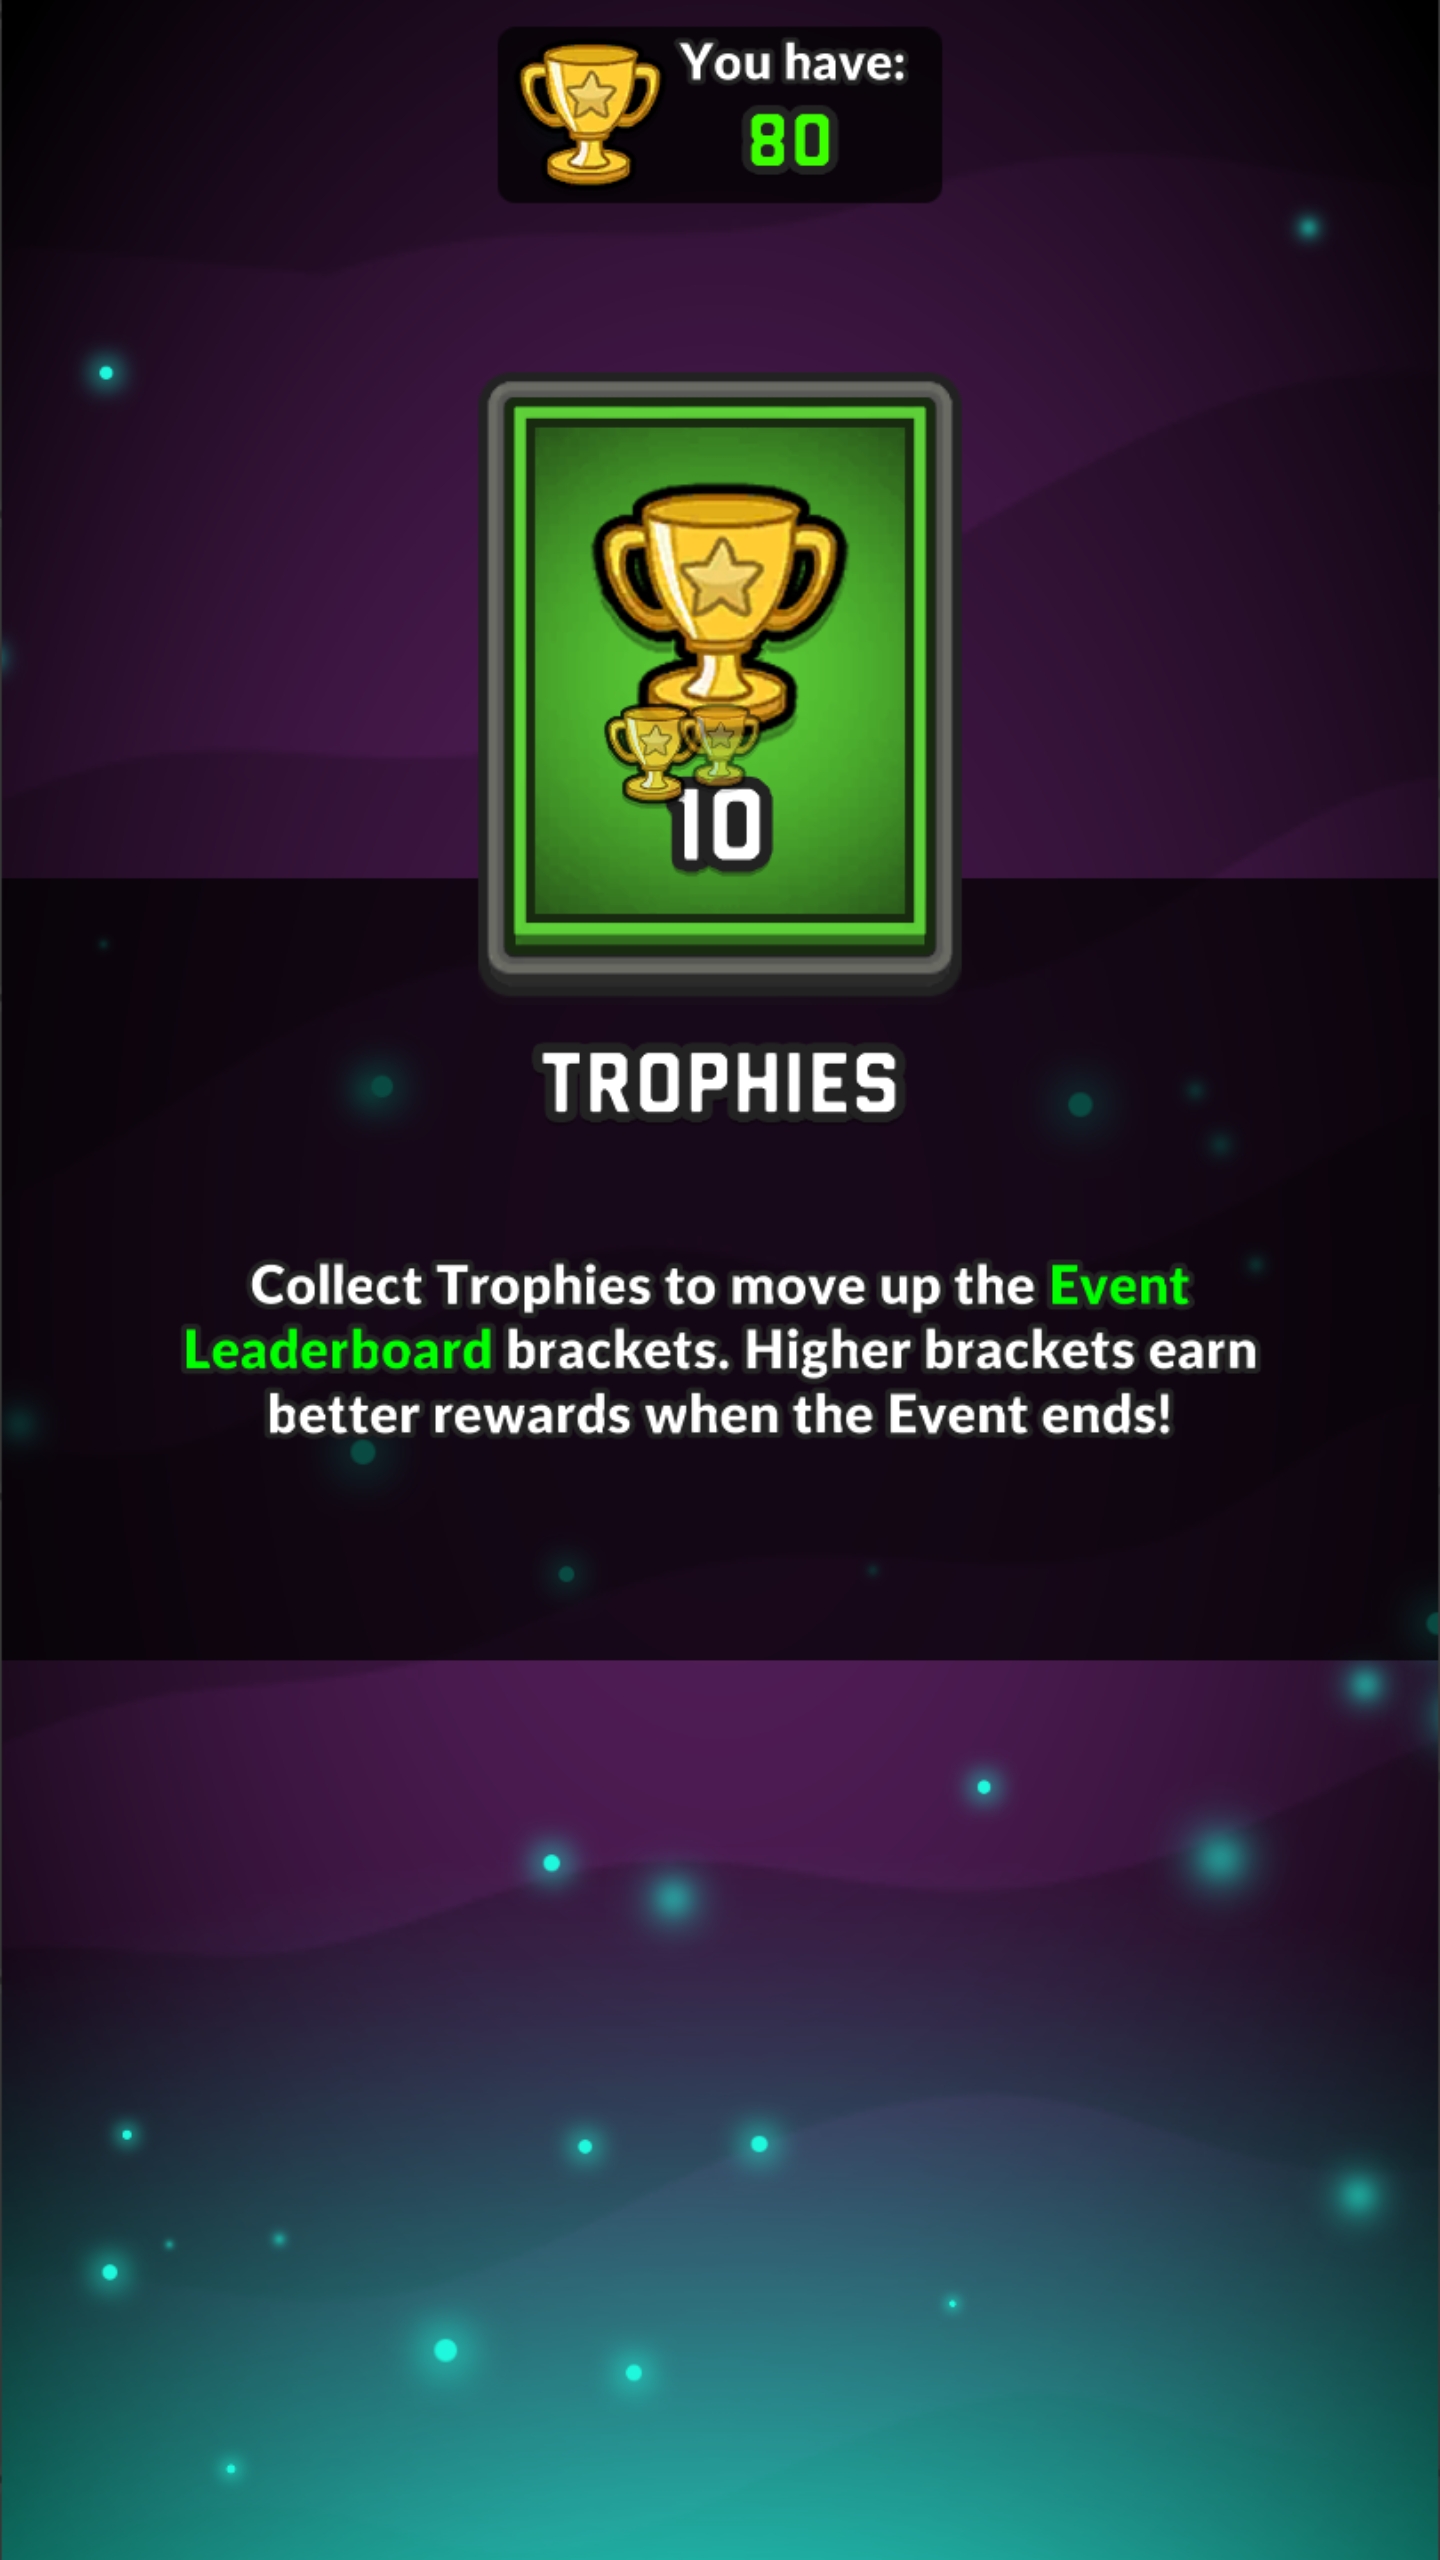 You have:
80
10
TROPHIES
Collect Trophies to move up the Event
Leaderboard brackets. Higher brackets earn
better rewards when the Event ends!